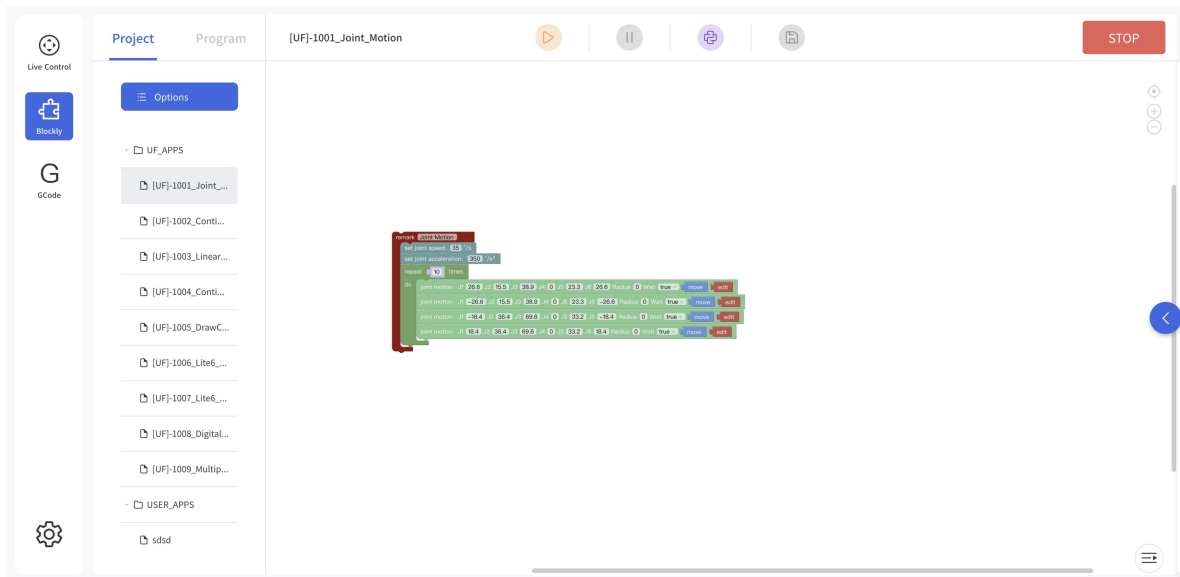 Live Control
Blockly
G
GCode
Project Program
Options
UF_APPS
[UF]-1001_Joint_...
[UF]-1002_Conti...
[UF]-1003_Linear...
[UF]-1004_Conti...
[UF]-1005_DrawC...
[UF]-1006_Lite6_...
[UF]-1007_Lite6_...
[UF]-1008_Digital...
[UF]-1009_Multip...
USER_APPS
sdsd
[UF]-1001_Joint_Motion
STOP
remark Joint Motion
set joint speed: 35 °/s
set joint acceleration: 350 °/s²
repeat 10 times
do joint motion J1 26.6 J2 15.5 J3 38.9 J4 0 J5 23.3 J6 26.6 Radius 0 Wait true move edit
joint motion J1 -26.6 J2 15.5 J3 38.9 J4 0 J5 23.3 J6 -26.6 Radius 0 Wait true move edit
joint motion J1 -18.4 J2 36.4 J3 69.6 J4 0 J5 33.2 J6 -18.4 Radius 0 Wait true move edit
joint motion J1 18.4 J2 36.4 J3 69.6 J4 0 J5 33.2 J6 18.4 Radius 0 Wait true move edit